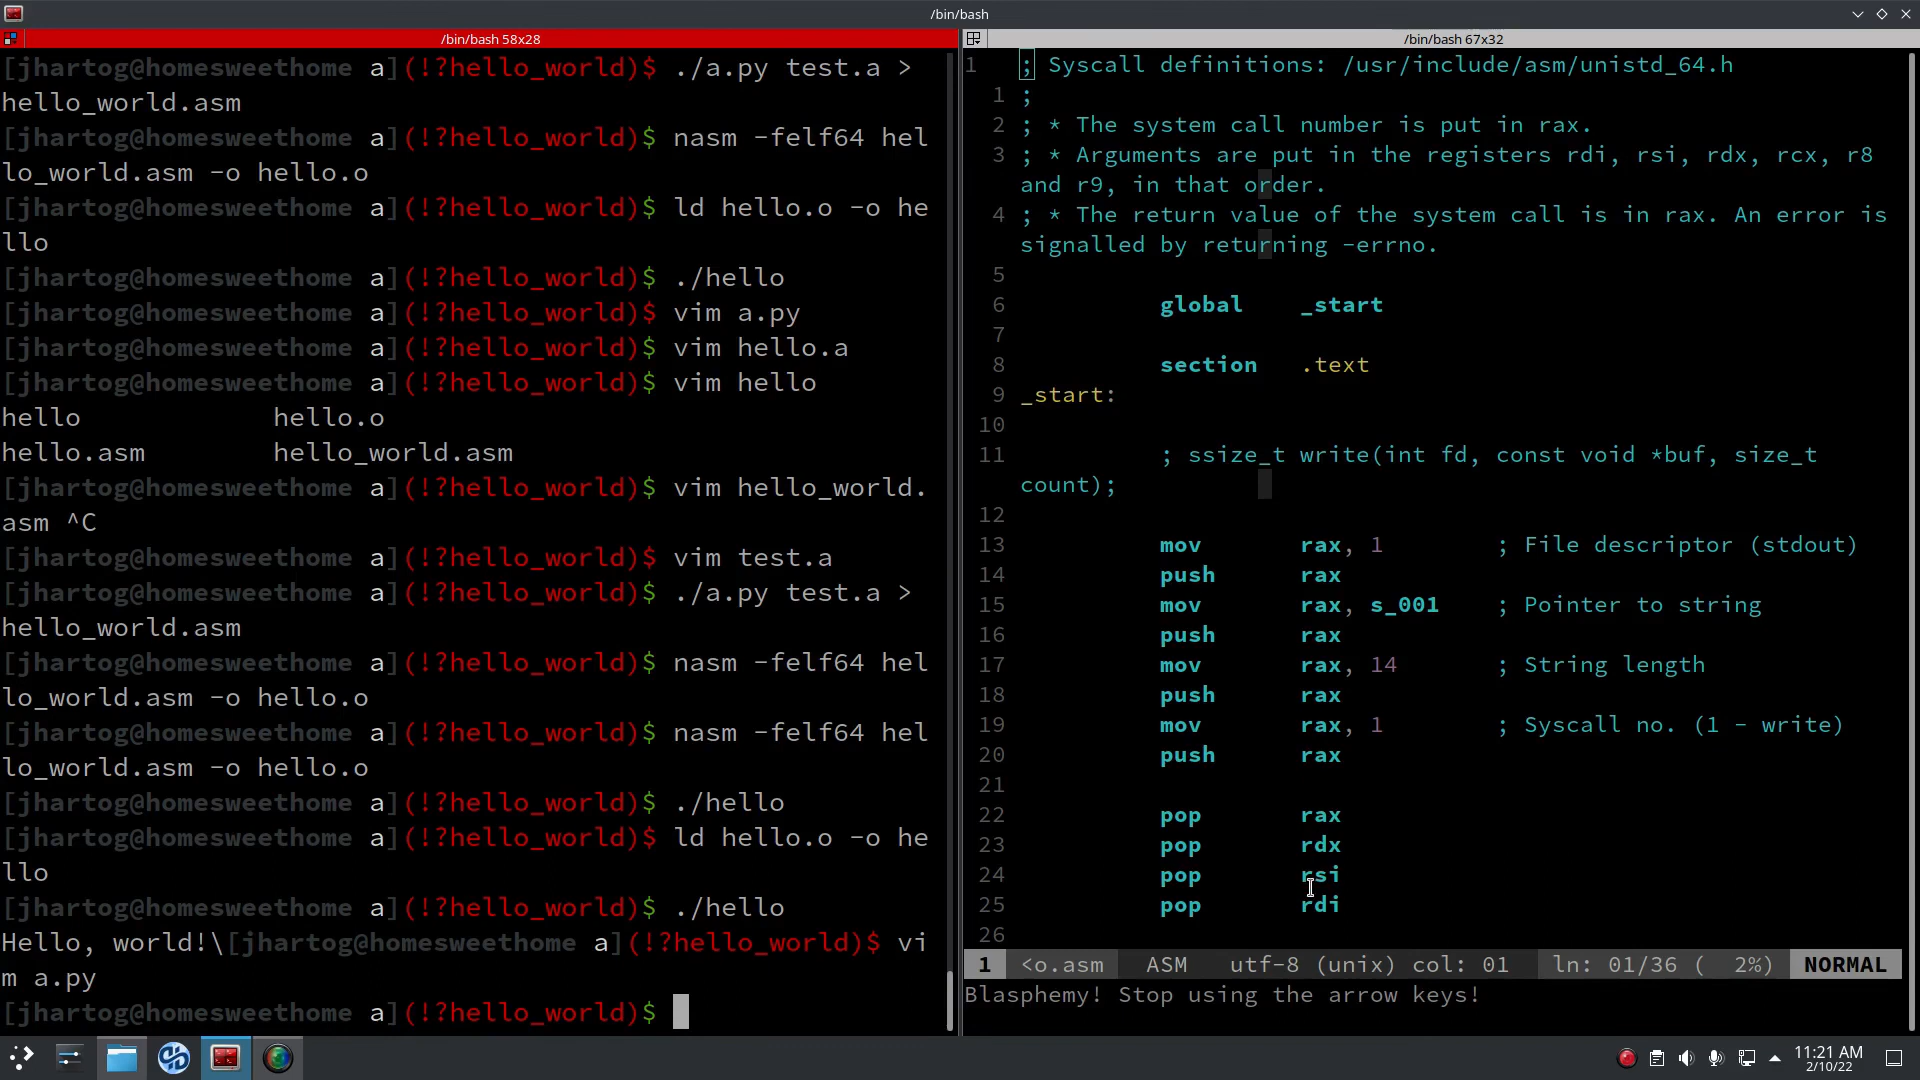 /bin/bash
/bin/bash 58x28
[jhartog@homesweethome a](!?hello_world)$ ./a.py test.a >
hello_world.asm
[jhartog@homesweethome a](!?hello_world)$ nasm -felf64 hel
lo_world.asm -o hello.o
[jhartog@homesweethome a](!?hello_world)$ ld hello.o -o he
llo
[jhartog@homesweethome a](!?hello_world)$ ./hello
[jhartog@homesweethome a](!?hello_world)$ vim a.py
[jhartog@homesweethome a](!?hello_world)$ vim hello.a
[jhartog@homesweethome a](!?hello_world)$ vim hello
hello            hello.o
hello.asm        hello_world.asm
[jhartog@homesweethome a](!?hello_world)$ vim hello_world.
asm ^C
[jhartog@homesweethome a](!?hello_world)$ vim test.a
[jhartog@homesweethome a](!?hello_world)$ ./a.py test.a >
hello_world.asm
[jhartog@homesweethome a](!?hello_world)$ nasm -felf64 hel
lo_world.asm -o hello.o
[jhartog@homesweethome a](!?hello_world)$ nasm -felf64 hel
lo_world.asm -o hello.o
[jhartog@homesweethome a](!?hello_world)$ ./hello
[jhartog@homesweethome a](!?hello_world)$ ld hello.o -o he
llo
[jhartog@homesweethome a](!?hello_world)$ ./hello
Hello, world!\[jhartog@homesweethome a](!?hello_world)$ vi
m a.py
[jhartog@homesweethome a](!?hello_world)$
/bin/bash 67x32
1 ; Syscall definitions: /usr/include/asm/unistd_64.h
1 ;
2 ; * The system call number is put in rax.
3 ; * Arguments are put in the registers rdi, rsi, rdx, rcx, r8
and r9, in that order.
4 ; * The return value of the system call is in rax. An error is
signalled by returning -errno.
5
6 global _start
7
8 section .text
9 _start:
10
11 ; ssize_t write(int fd, const void *buf, size_t
count);
12
13 mov rax, 1 ; File descriptor (stdout)
14 push rax
15 mov rax, s_001 ; Pointer to string
16 push rax
17 mov rax, 14 ; String length
18 push rax
19 mov rax, 1 ; Syscall no. (1 - write)
20 push rax
21
22 pop rax
23 pop rdx
24 pop rsi
25 pop rdi
26
1 <o.asm ASM utf-8 (unix) col: 01 ln: 01/36 ( 2%) NORMAL
Blasphemy! Stop using the arrow keys!
11:21 AM
2/10/22